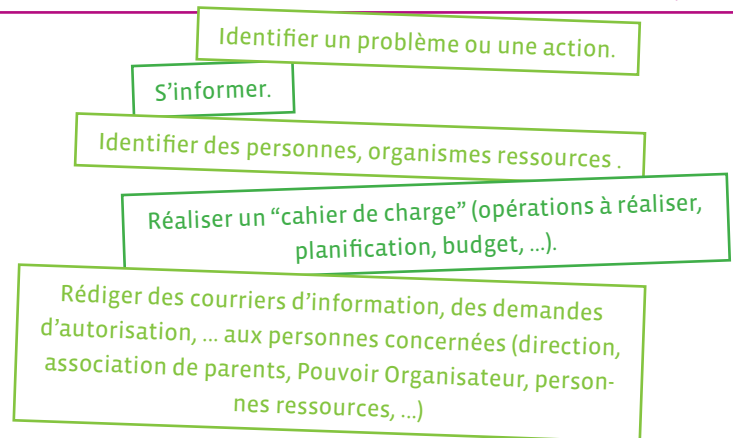 Identifier un problème ou une action.
S’informer.
Identifier des personnes, organismes ressources .
Réaliser un “cahier de charge” (opérations à réaliser,
planification, budget, ...).
Rédiger des courriers d’information, des demandes
d’autorisation, ... aux personnes concernées (direction,
association de parents, Pouvoir Organisateur, person-
nes ressources, ...)